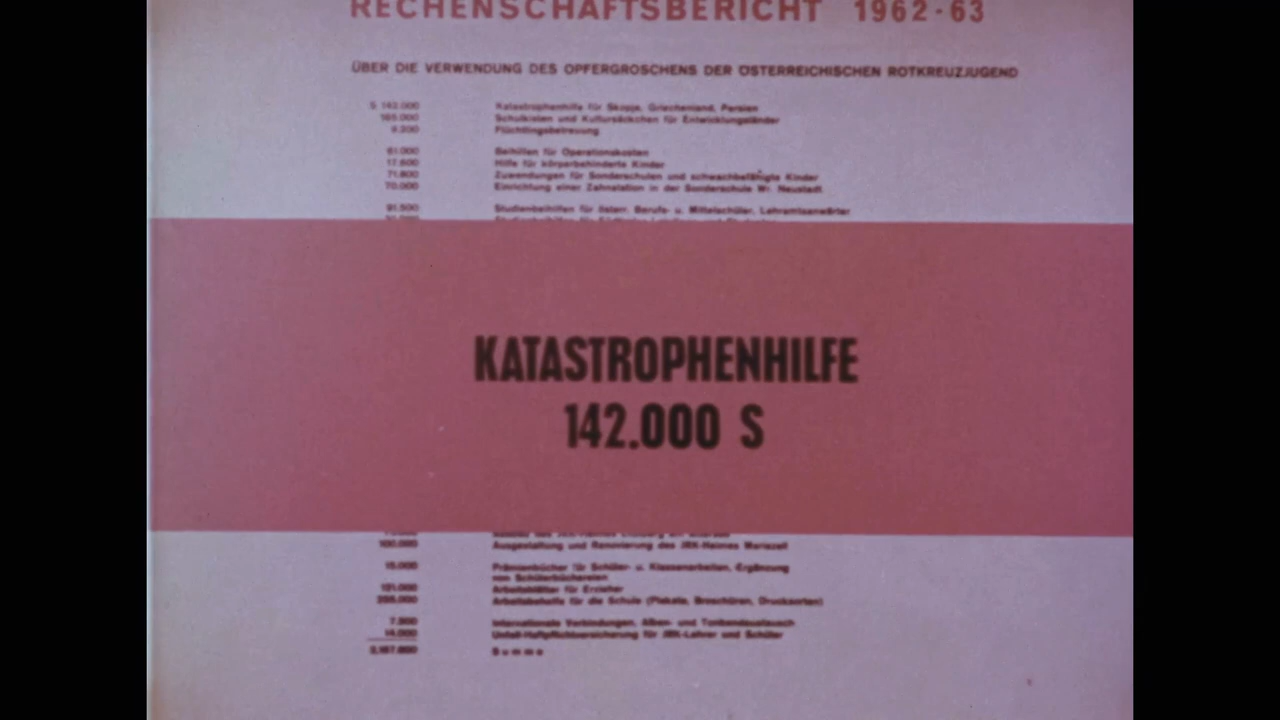 RECHENSCHAFTSBERICHT 1962-63
ÜBER DIE VERWENDUNG DES OPFERGROSCHENS DER ÖSTERREICHISCHEN ROTKREUZJUGEND
S 142.000 Katastrophenhilfe für Skopje, Griechenland, Persien
165.000 Schulkisten und Kultursäckchen für Entwicklungsländer
9.200 Flüchtlingsbetreuung
61.000 Beihilfen für Operationskosten
17.600 Hilfe für körperbehinderte Kinder
71.800 Zuwendungen für Sonderschulen und schwachbefähigte Kinder
70.000 Einrichtung einer Zahnstation in der Sonderschule Wr. Neustadt
91.500 Studienbeihilfen für österr. Berufs- u. Mittelschüler, Lehramtsanwärter
KATASTROPHENHILFE
142.000 S
100.000 Ausgestaltung und Renovierung des JRK-Heimes Mariazell
15.000 Prämienbücher für Schüler- u. Klassenarbeiten, Ergänzung
von Schülerbüchereien
Arbeitsblätter für Erzieher
Arbeitsbehelfe für die Schule (Plakate, Broschüren, Drucksorten)
Internationale Verbindungen, Alben- und Tonbandaustausch
14.000 Unfall-Haftpflichtversicherung für JRK-Lehrer und Schüler
Summe